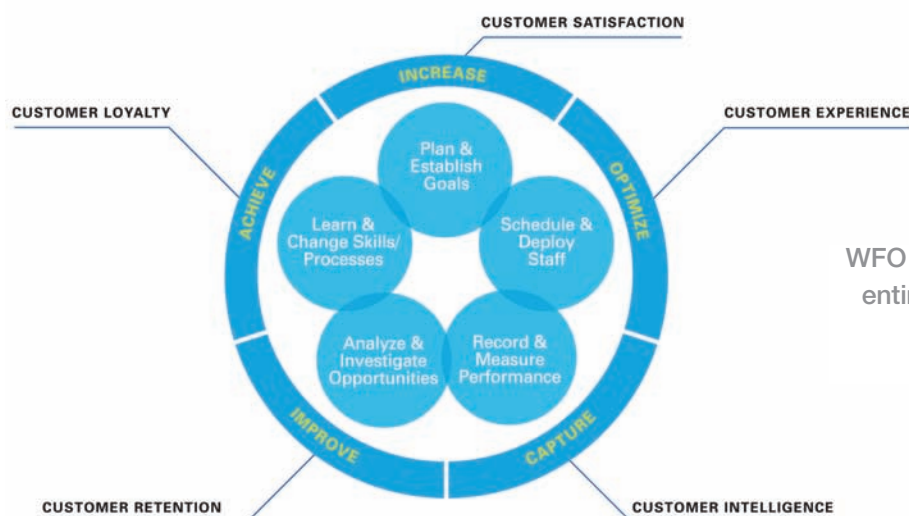 CUSTOMER SATISFACTION
INCREASE
CUSTOMER LOYALTY
CUSTOMER EXPERIENCE
ACHIEVE
OPTIMIZE
Plan &
Establish
Goals
Learn &
Change Skills/
Processes
Schedule &
Deploy
Staff
WFO
Analyze &
Investigate
Opportunities
Record &
Measure
Performance
IMPROVE
CAPTURE
CUSTOMER RETENTION
CUSTOMER INTELLIGENCE